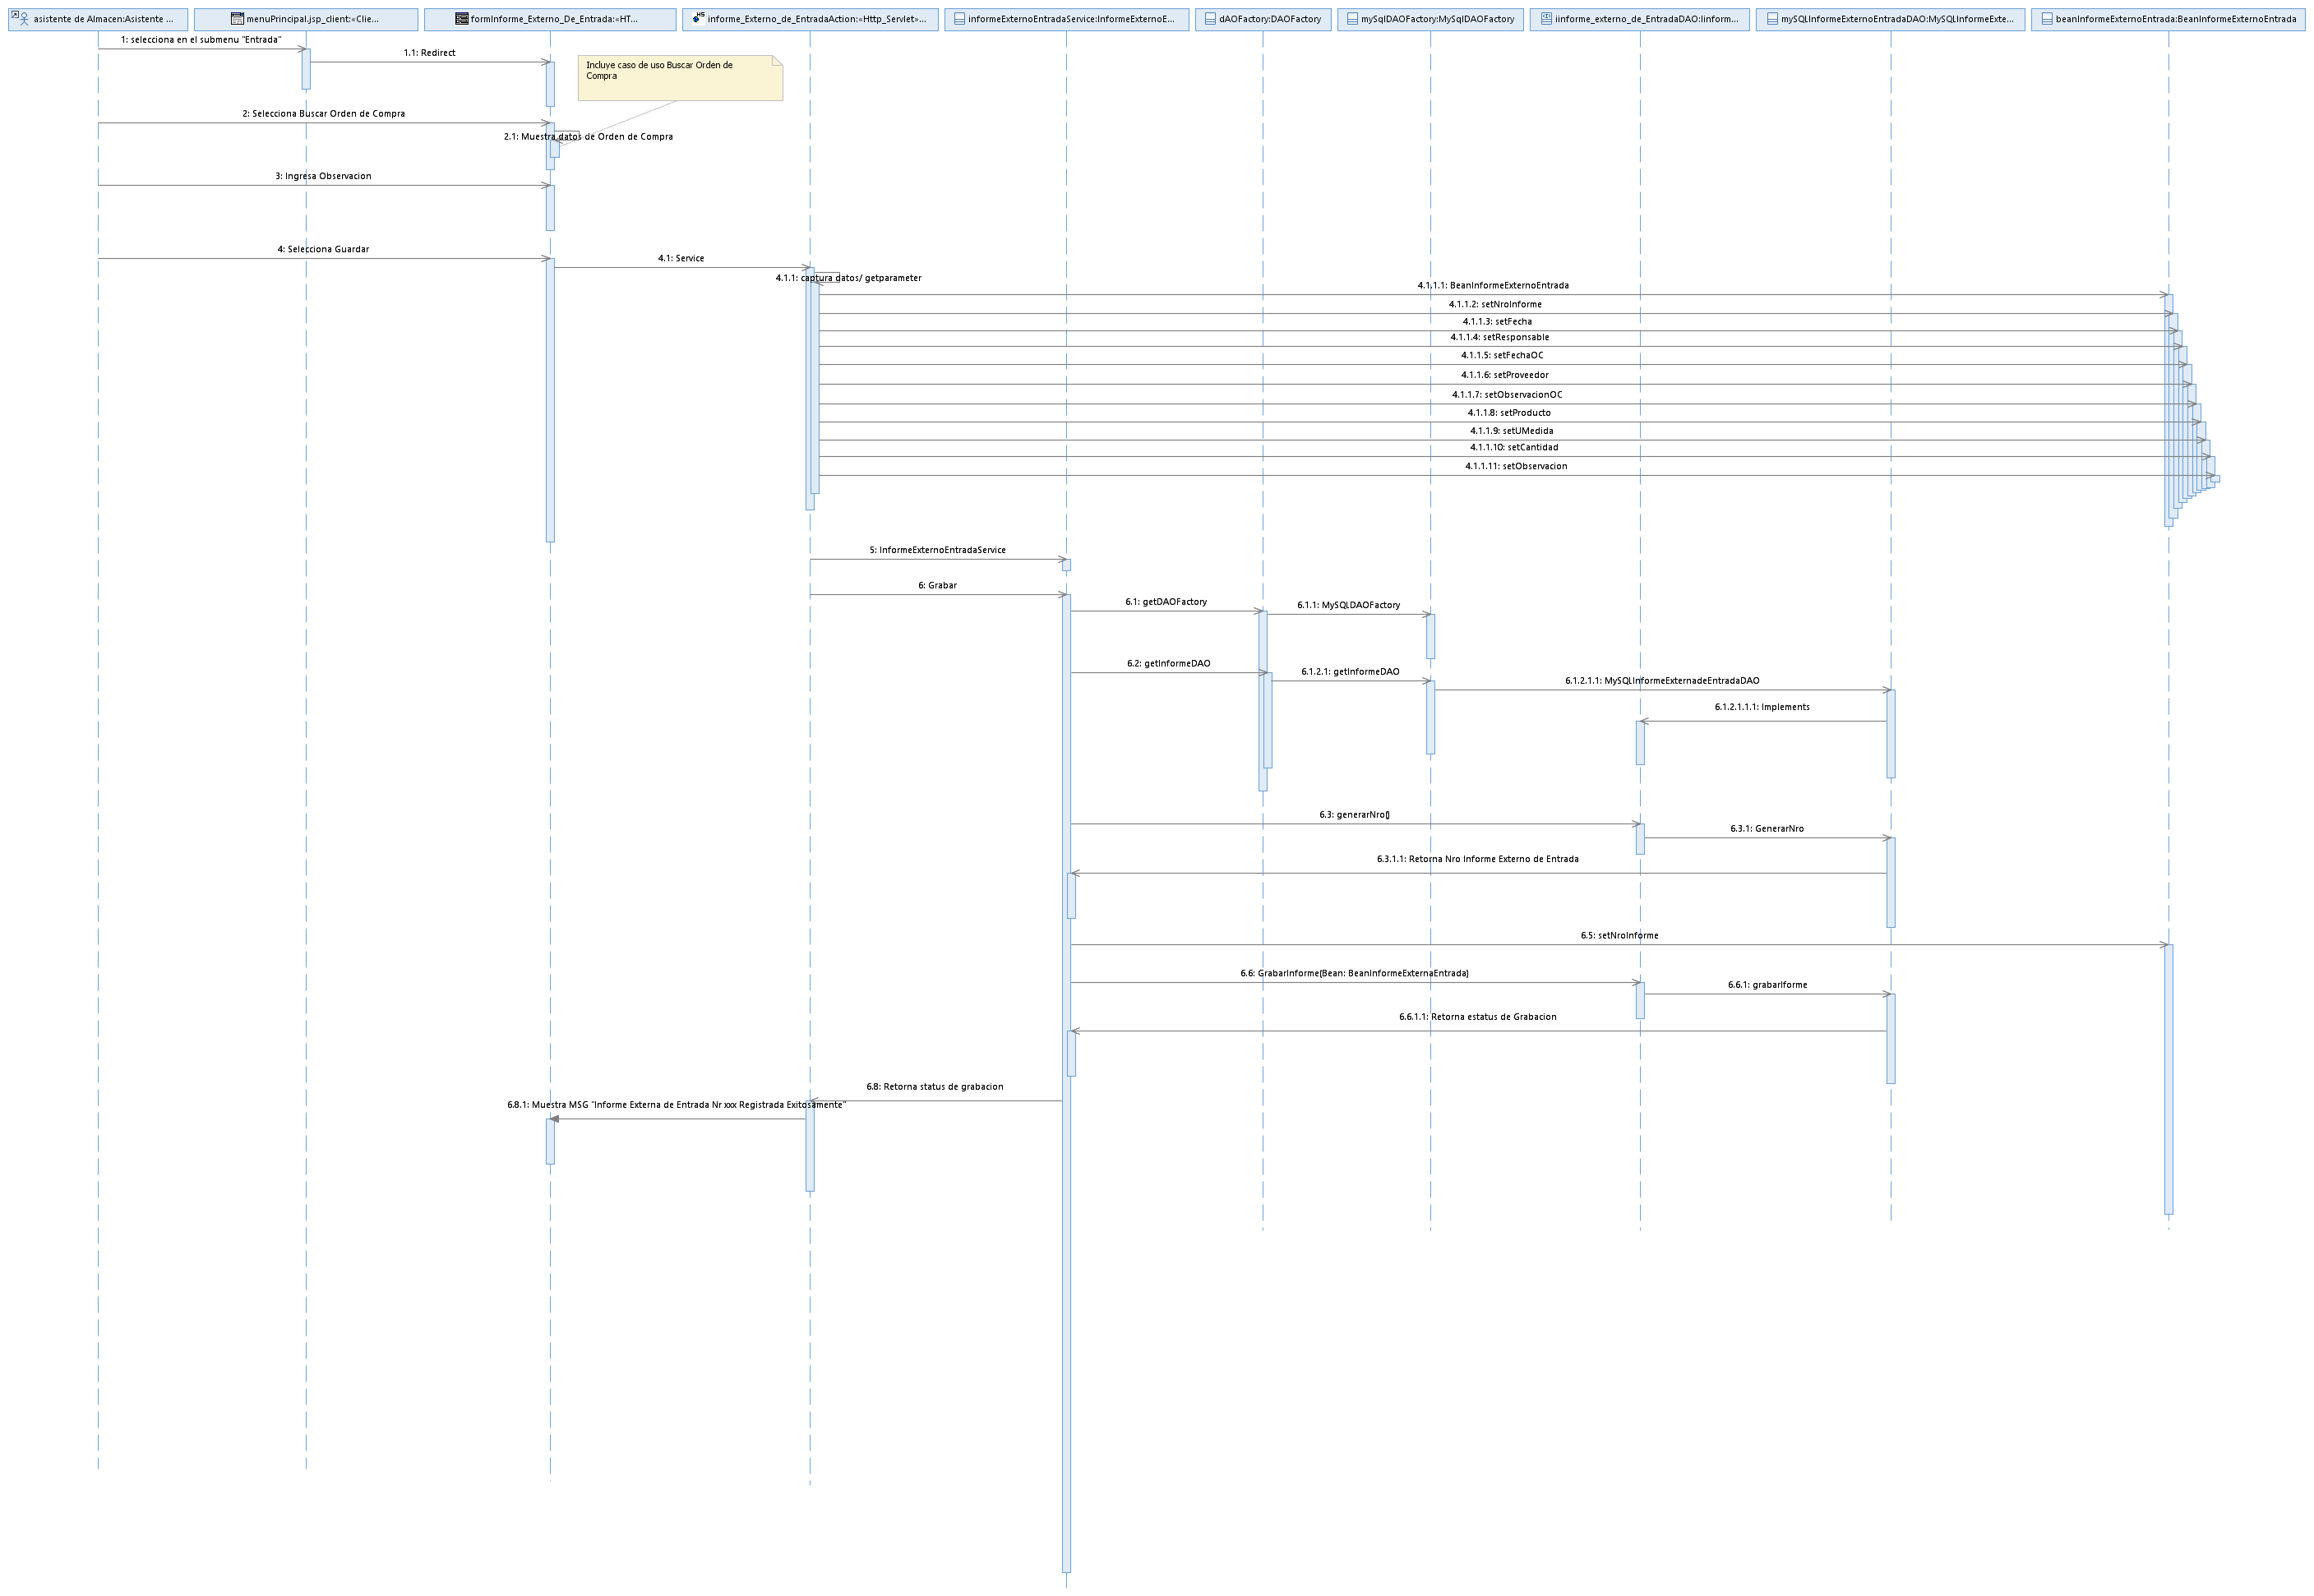 asistente de Almacen:Asistente ...
menuPrincipal.jsp_client:«Clie...
formInforme_Externo_De_Entrada:«HT...
informe_Externo_de_EntradaAction:«Http_Servlet»...
informeExternoEntradaService:InformeExternoE...
dAOFactory:DAOFactory
mySqlDAOFactory:MySqlDAOFactory
iinforme_externo_de_EntradaDAO:Iinform...
mySQLInformeExternoEntradaDAO:MySQLInformeExte...
beanInformeExternoEntrada:BeanInformeExternoEntrada
1: selecciona en el submenu "Entrada"
1.1: Redirect
Incluye caso de uso Buscar Orden de
Compra
2: Selecciona Buscar Orden de Compra
2.1: Muestra datos de Orden de Compra
3: Ingresa Observacion
4: Selecciona Guardar
4.1: Service
4.1.1: captura datos/ getparameter
4.1.1.1: BeanInformeExternoEntrada
4.1.1.2: setNroInforme
4.1.1.3: setFecha
4.1.1.4: setResponsable
4.1.1.5: setFechaOC
4.1.1.6: setProveedor
4.1.1.7: setObservacionOC
4.1.1.8: setProducto
4.1.1.9: setUMedida
4.1.1.10: setCantidad
4.1.1.11: setObservacion
5: InformeExternoEntradaService
6: Grabar
6.1: getDAOFactory
6.1.1: MySQLDAOFactory
6.2: getInformeDAO
6.1.2.1: getInformeDAO
6.1.2.1.1: MySQLInformeExternadeEntradaDAO
6.1.2.1.1.1: Implements
6.3: generarNro()
6.3.1: GenerarNro
6.3.1.1: Retorna Nro Informe Externo de Entrada
6.5: setNroInforme
6.6: GrabarInforme(Bean: BeanInformeExternaEntrada)
6.6.1: grabarIforme
6.6.1.1: Retorna estatus de Grabacion
6.8: Retorna status de grabacion
6.8.1: Muestra MSG "Informe Externa de Entrada Nr xxx Registrada Exitosamente"